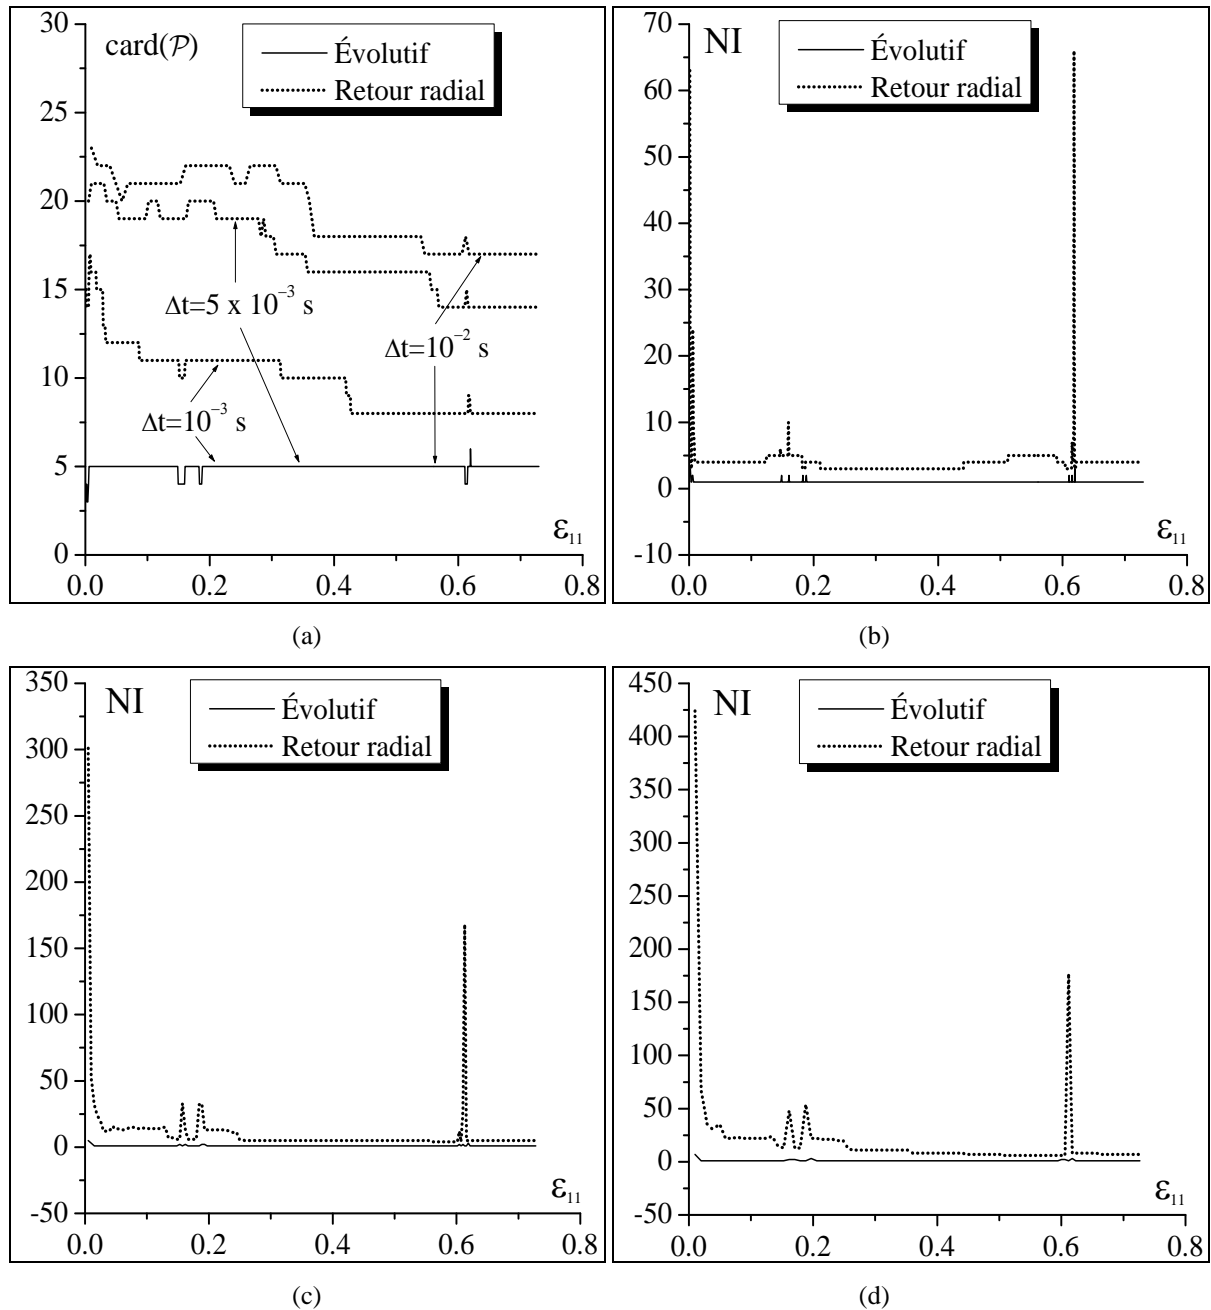 30
25
20
15
10
5
0
card(𝒫)
Évolutif
Retour radial
Δt=5 x 10⁻³ s
Δt=10⁻² s
Δt=10⁻³ s
ε₁₁
0.0 0.2 0.4 0.6 0.8
(a)
70
60
50
40
30
20
10
0
-10
NI
Évolutif
Retour radial
ε₁₁
0.0 0.2 0.4 0.6 0.8
(b)
350
300
250
200
150
100
50
0
-50
NI
Évolutif
Retour radial
ε₁₁
0.0 0.2 0.4 0.6 0.8
(c)
450
400
350
300
250
200
150
100
50
0
-50
NI
Évolutif
Retour radial
ε₁₁
0.0 0.2 0.4 0.6 0.8
(d)